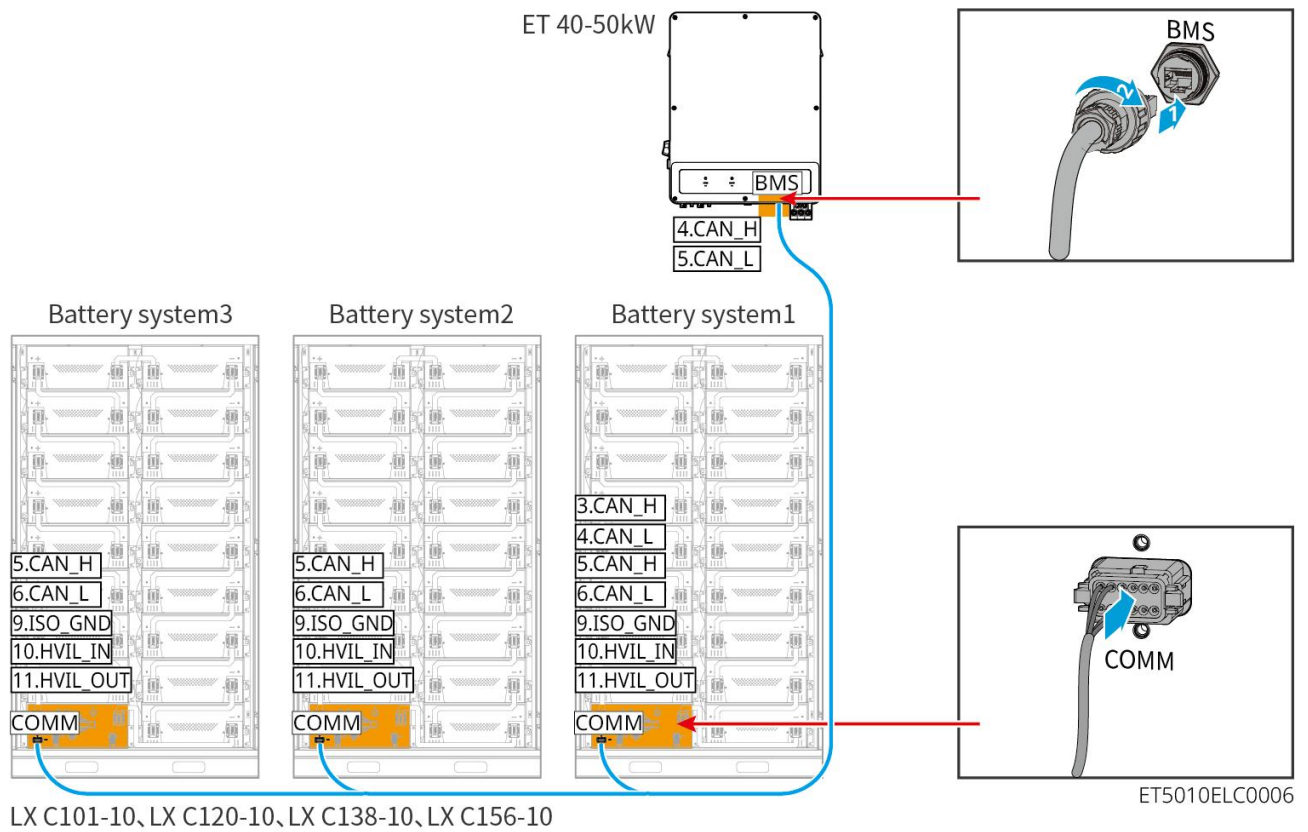 ET 40-50kW
BMS
2
1
BMS
4.CAN_H
5.CAN_L
Battery system3
Battery system2
Battery system1
3.CAN_H
4.CAN_L
5.CAN_H
6.CAN_L
9.ISO_GND
10.HVIL_IN
11.HVIL_OUT
COMM
5.CAN_H
6.CAN_L
9.ISO_GND
10.HVIL_IN
11.HVIL_OUT
COMM
5.CAN_H
6.CAN_L
9.ISO_GND
10.HVIL_IN
11.HVIL_OUT
COMM
COMM
ET5010ELC0006
LX C101-10、LX C120-10、LX C138-10、LX C156-10